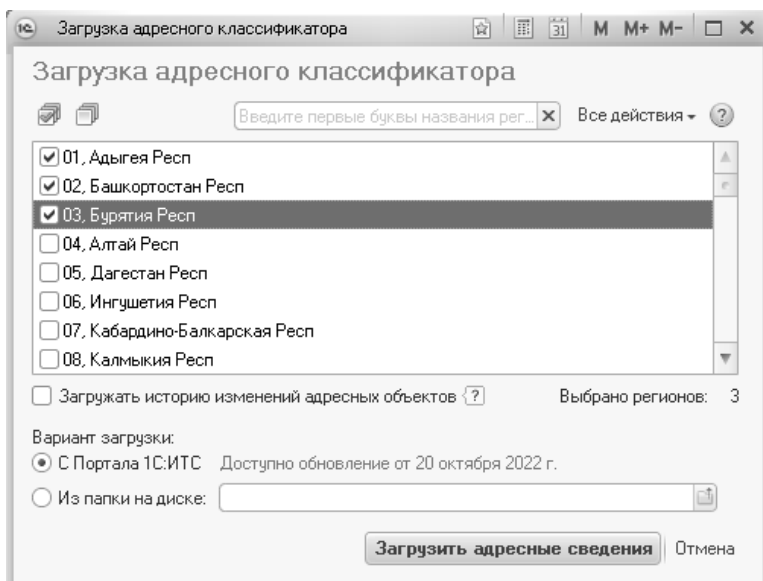 1С Загрузка адресного классификатора 31 M M+ M-
Загрузка адресного классификатора
Введите первые буквы названия рег... Все действия ?
01, Адыгея Респ
02, Башкортостан Респ
03, Бурятия Респ
04, Алтай Респ
05, Дагестан Респ
06, Ингушетия Респ
07, Кабардино-Балкарская Респ
08, Калмыкия Респ
Загружать историю изменений адресных объектов ? Выбрано регионов: 3
Вариант загрузки:
С Портала 1С:ИТС Доступно обновление от 20 октября 2022 г.
Из папки на диске:
Загрузить адресные сведения Отмена